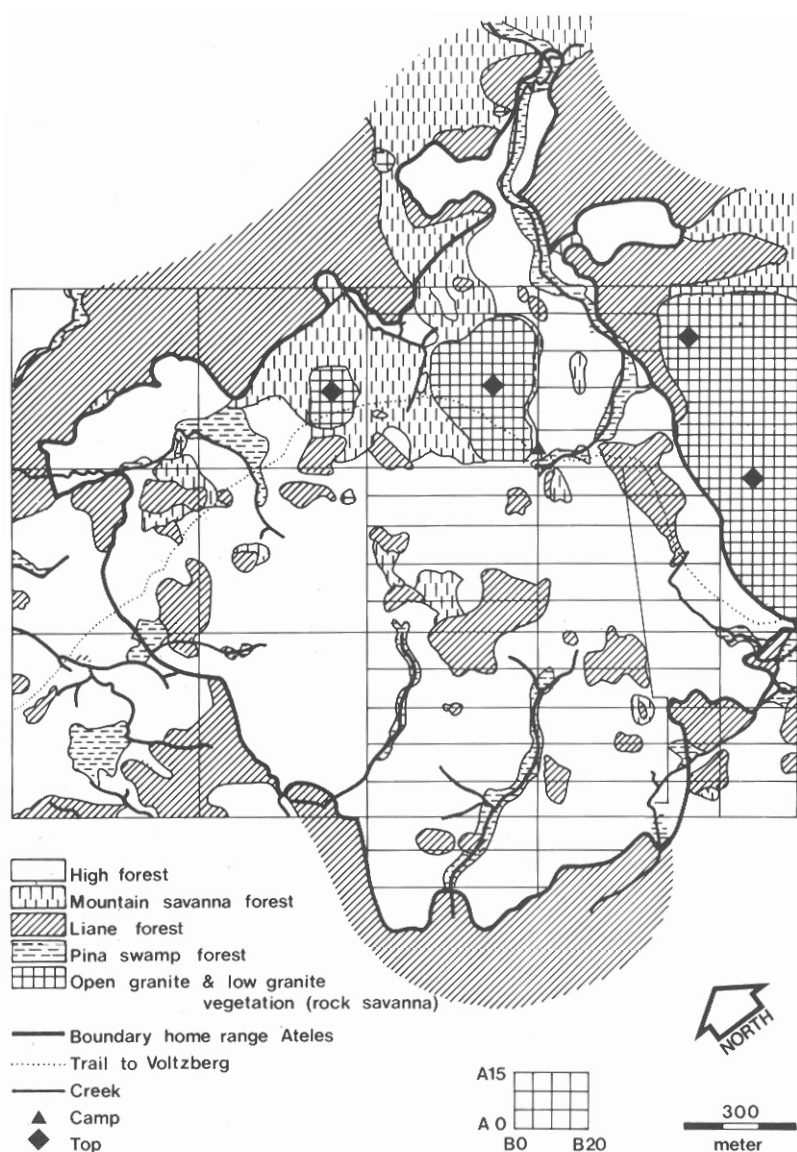 High forest
Mountain savanna forest
Liane forest
Pina swamp forest
Open granite & low granite
vegetation (rock savanna)
Boundary home range Ateles
Trail to Voltzberg
Creek
Camp
Top
A15
A 0
B0 B20
NORTH
300
meter